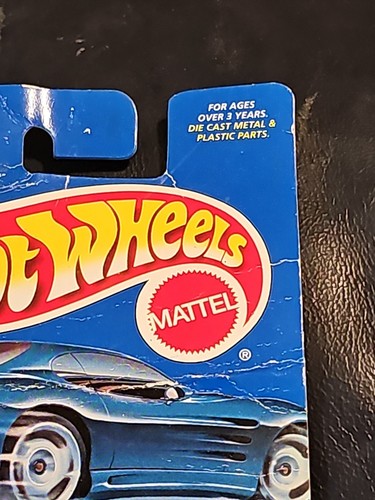 FOR AGES
OVER 3 YEARS.
DIE CAST METAL &
PLASTIC PARTS.
ot WHeeLs
MATTEL
®